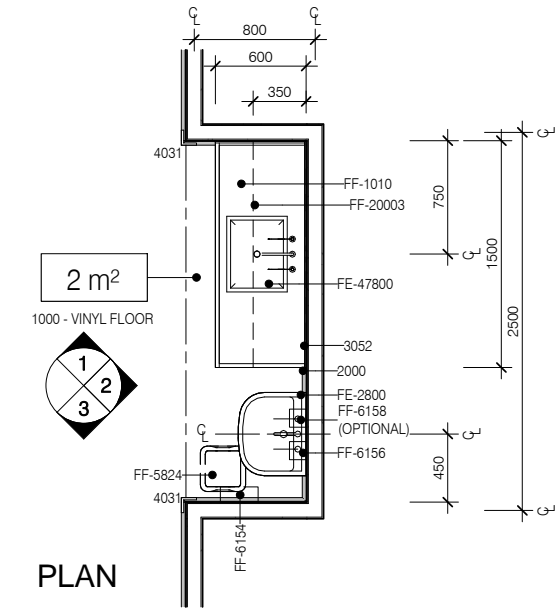 ℄
℄
800
600
350
℄
4031
FF-1010
FF-20003
750
1500
2500
2 m²
1000 - VINYL FLOOR
℄
FE-47800
1
2
3
3052
2000
FE-2800
FF-6158
(OPTIONAL)
℄
℄
FF-6156
450
FF-5824
4031
FF-6154
℄
PLAN